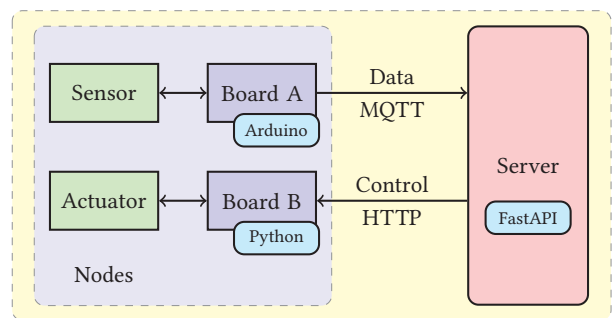 Sensor
Board A
Arduino
Data
MQTT
Actuator
Board B
Python
Control
HTTP
Server
FastAPI
Nodes